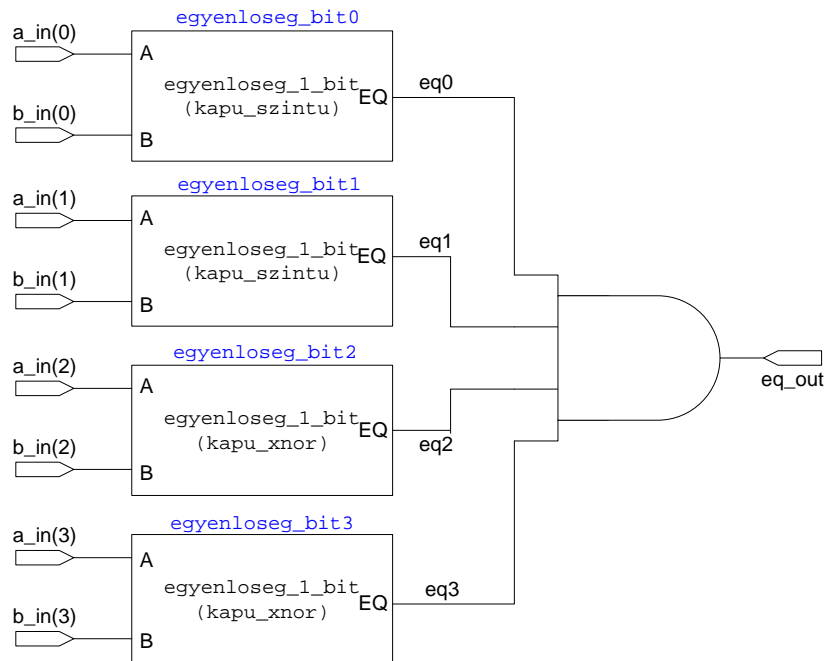 egyenloseg_bit0
a_in(0)
A
egyenloseg_1_bit
(kapu_szintu)
EQ
eq0
b_in(0)
B
egyenloseg_bit1
a_in(1)
A
egyenloseg_1_bit
(kapu_szintu)
EQ
eq1
b_in(1)
B
egyenloseg_bit2
a_in(2)
A
egyenloseg_1_bit
(kapu_xnor)
EQ
eq2
b_in(2)
B
eq_out
egyenloseg_bit3
a_in(3)
A
egyenloseg_1_bit
(kapu_xnor)
EQ
eq3
b_in(3)
B